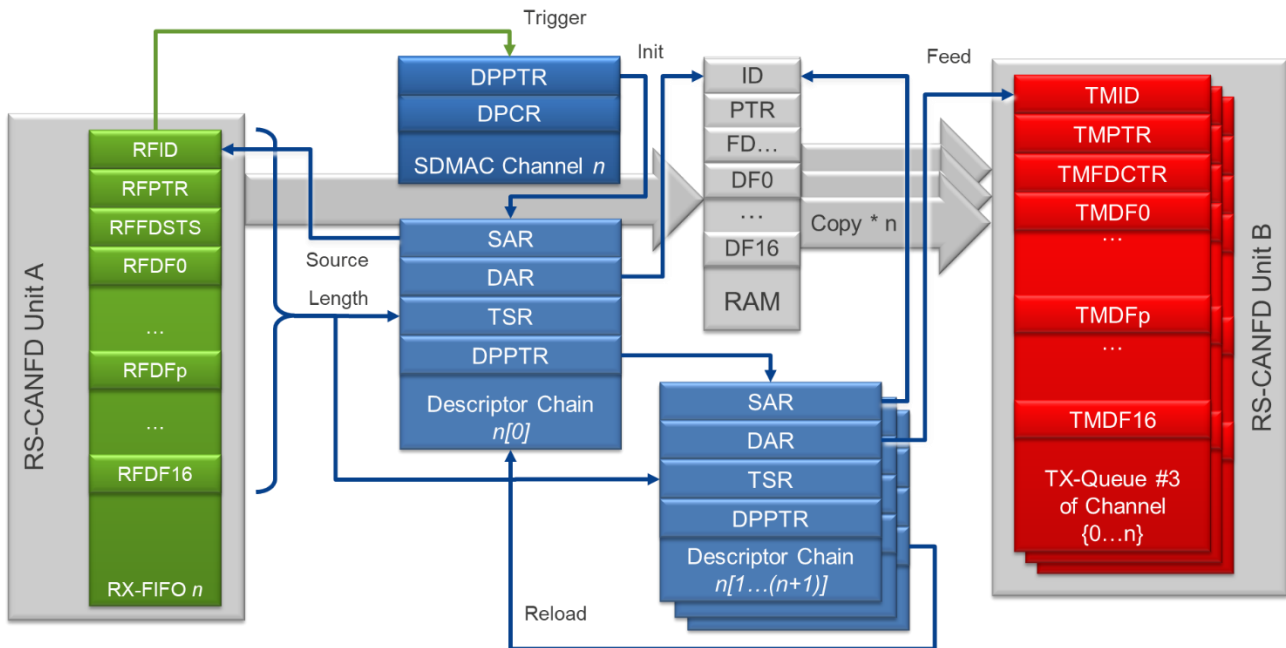 Trigger
Init
Feed
RS-CANFD Unit A
RFID
RFPTR
RFFDSTS
RFDF0
…
RFDFp
…
RFDF16
RX-FIFO n
DPPTR
DPCR
SDMAC Channel n
Source
Length
SAR
DAR
TSR
DPPTR
Descriptor Chain
n[0]
Reload
SAR
DAR
TSR
DPPTR
Descriptor Chain
n[1…(n+1)]
ID
PTR
FD…
DF0
…
DF16
RAM
Copy * n
TMID
TMPTR
TMFDCTR
TMDF0
…
TMDFp
…
TMDF16
TX-Queue #3
of Channel
{0…n}
RS-CANFD Unit B